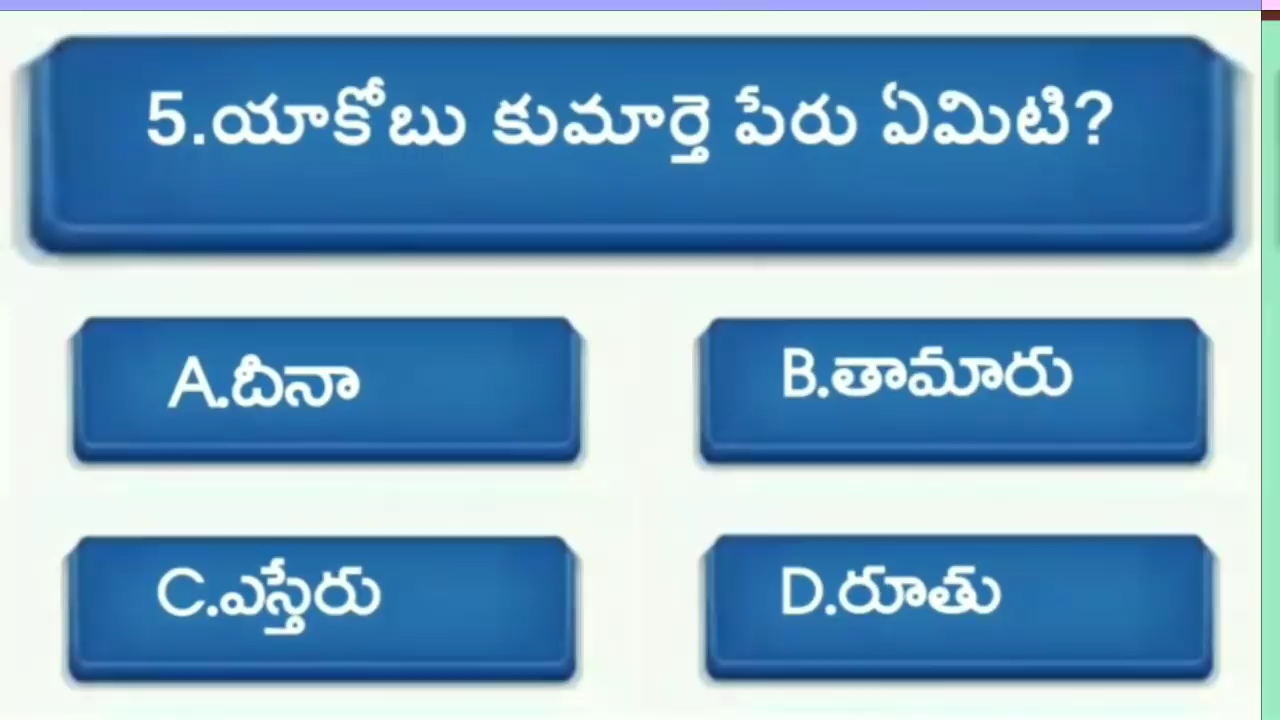 5.యాకోబు కుమార్తె పేరు ఏమిటి?
A.దీనా
B.తామారు
C.ఎస్తేరు
D.రూతు